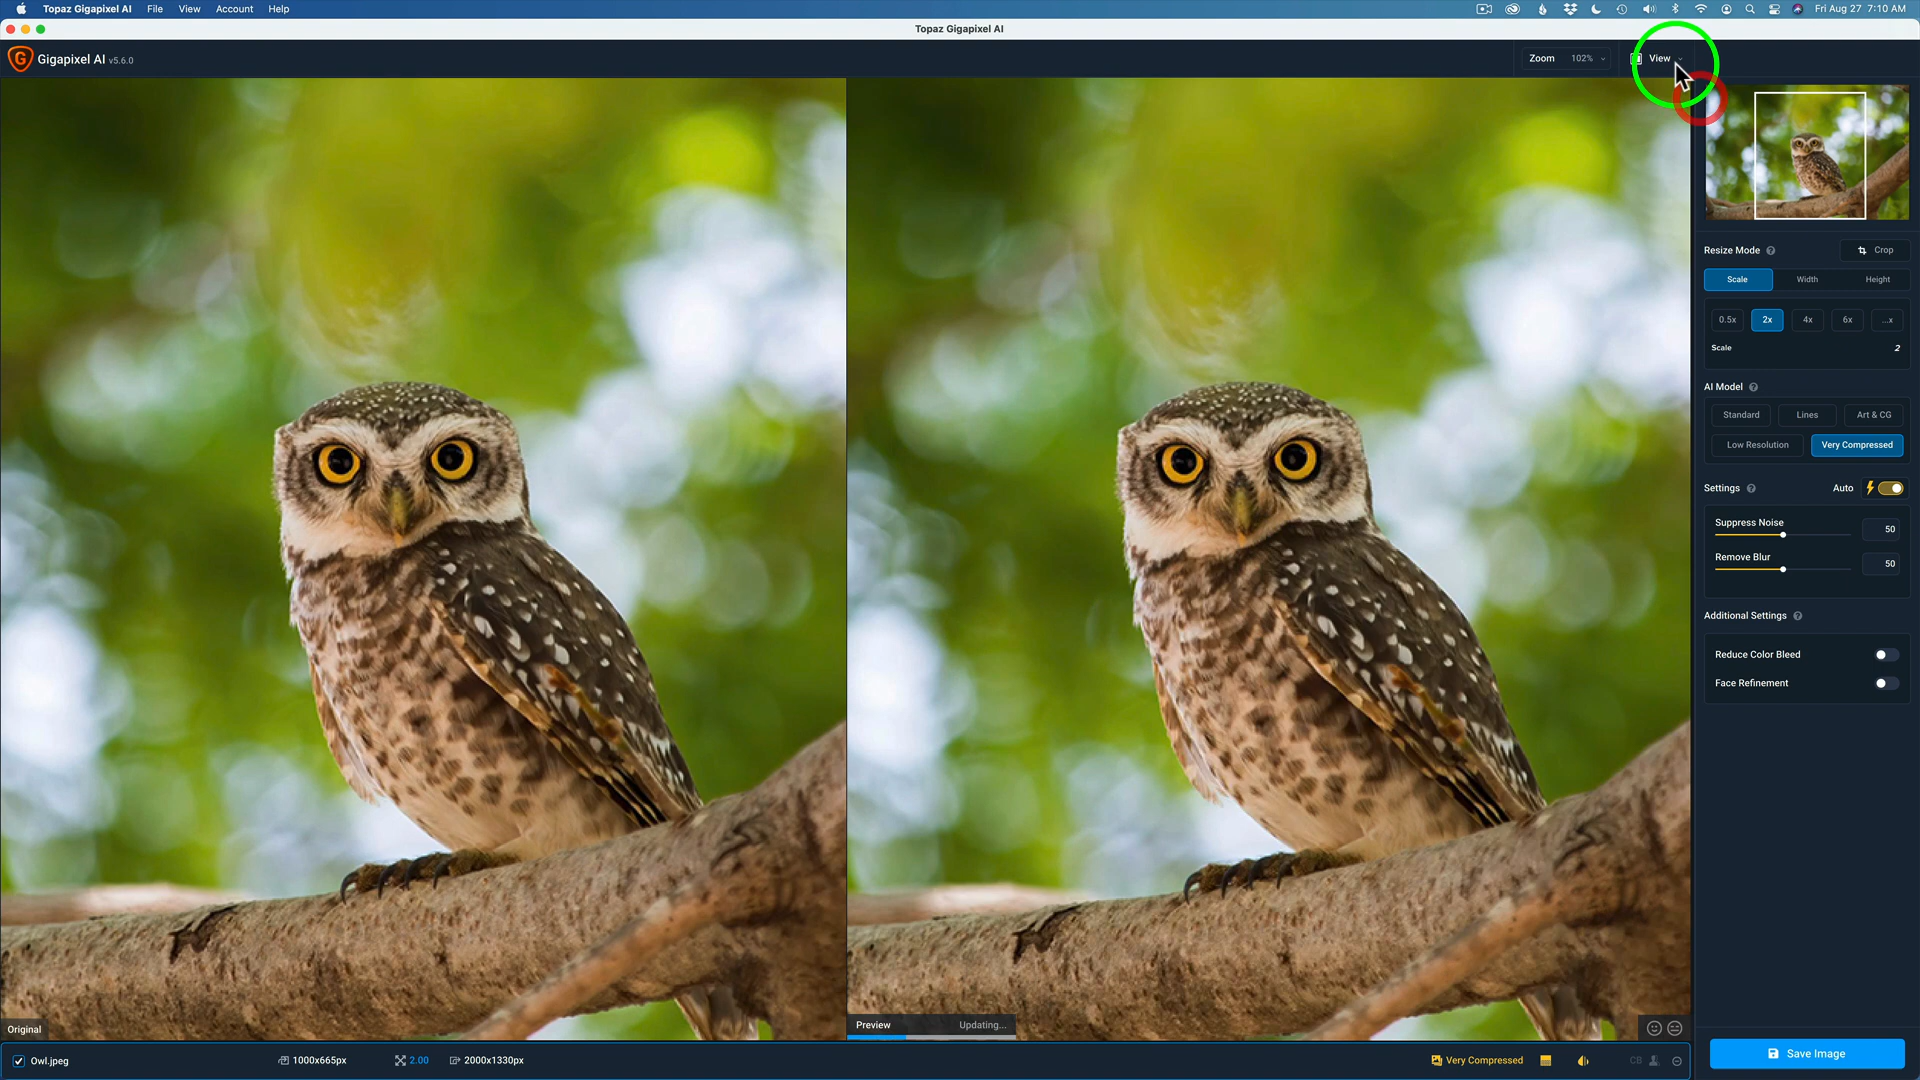 Topaz Gigapixel AI File View Account Help Fri Aug 27 7:10 AM
Topaz Gigapixel AI
G Gigapixel AI v5.6.0 Zoom 102% View
Resize Mode ? Crop
Scale Width Height
0.5x 2x 4x 6x ...x
Scale 2
AI Model ?
Standard Lines Art & CG
Low Resolution Very Compressed
Settings ? Auto
Suppress Noise 50
Remove Blur 50
Additional Settings ?
Reduce Color Bleed
Face Refinement
Original Preview Updating...
Owl.jpeg 1000x665px 2.00 2000x1330px Very Compressed CB
Save Image